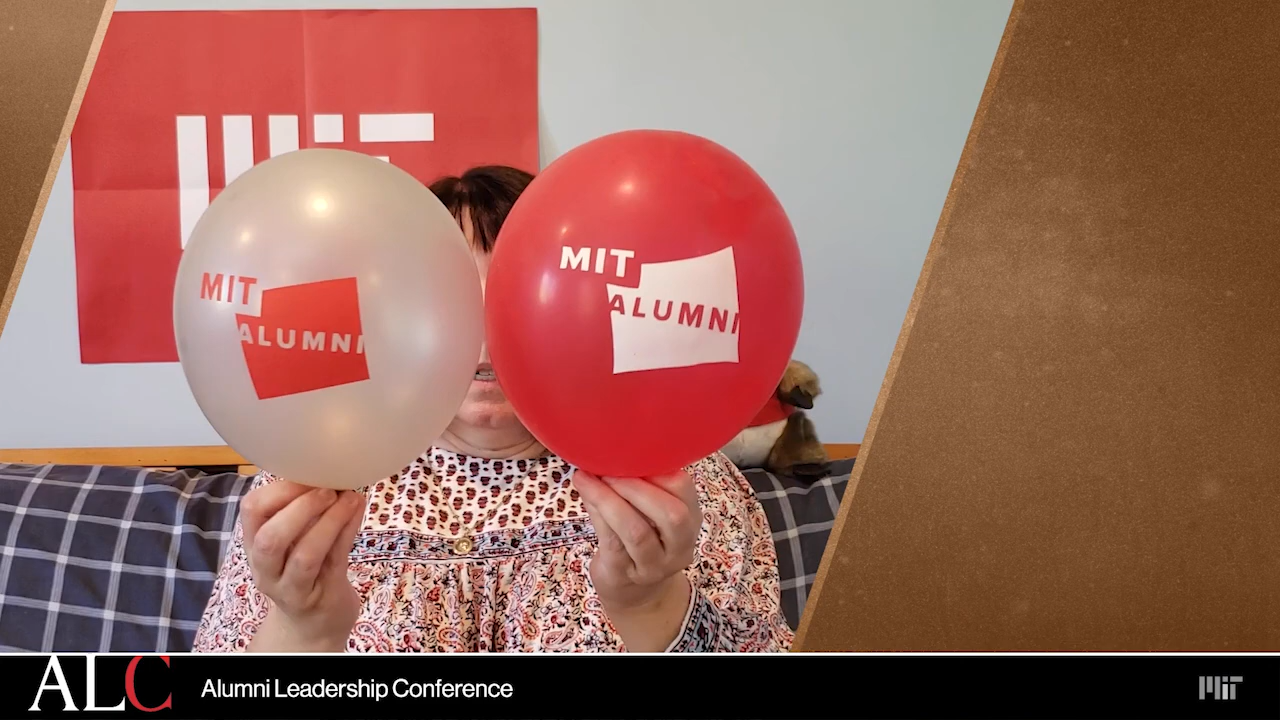 MIT
MIT
ALUMNI
MIT
ALUMNI
ALC
Alumni Leadership Conference
MIT